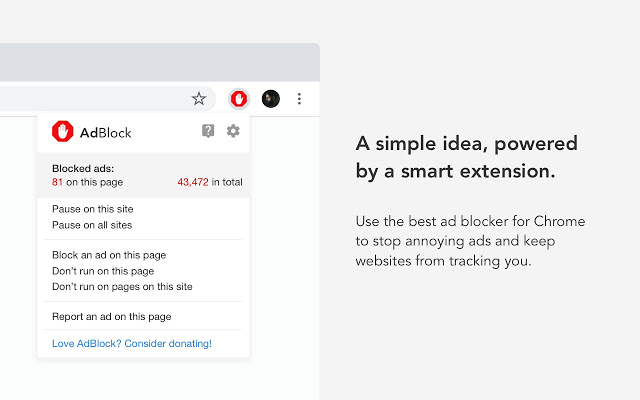 AdBlock
Blocked ads:
81 on this page 43,472 in total
Pause on this site
Pause on all sites
Block an ad on this page
Don't run on this page
Don't run on pages on this site
Report an ad on this page
Love AdBlock? Consider donating!
A simple idea, powered
by a smart extension.
Use the best ad blocker for Chrome
to stop annoying ads and keep
websites from tracking you.